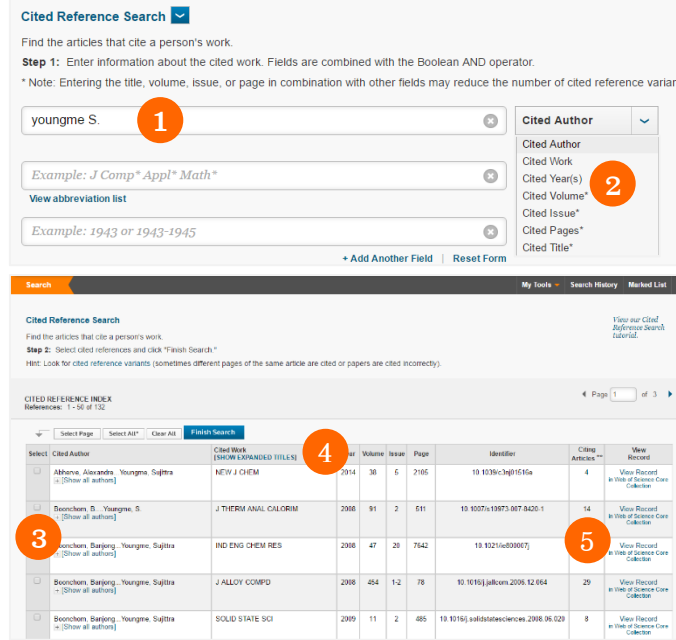 Cited Reference Search
Find the articles that cite a person's work.
Step 1: Enter information about the cited work. Fields are combined with the Boolean AND operator.
* Note: Entering the title, volume, issue, or page in combination with other fields may reduce the number of cited reference varian
youngme S.
1
Cited Author
Cited Author
Example: J Comp* Appl* Math*
Cited Work
View abbreviation list
Cited Year(s)
2
Cited Volume*
Cited Issue*
Example: 1943 or 1943-1945
Cited Pages*
Cited Title*
+ Add Another Field | Reset Form
Search My Tools Search History Marked List
Cited Reference Search
View our Cited
Reference Search
tutorial.
Find the articles that cite a person's work.
Step 2: Select cited references and click "Finish Search."
Hint: Look for cited reference variants (sometimes different pages of the same article are cited or papers are cited incorrectly).
CITED REFERENCE INDEX
References: 1 - 50 of 132
Page 1 of 3
Select Page Select All* Clear All Finish Search
4
Select Cited Author Cited Work [SHOW EXPANDED TITLES] Volume Issue Page Identifier Citing Articles ** View Record
Abherve, Alexandra...Youngme, Sujittra NEW J CHEM 2014 38 5 2105 10.1039/c3nj01516a 4 View Record
[Show all authors] in Web of Science Core Collection
Boonchom, B....Youngme, S. J THERM ANAL CALORIM 2008 91 2 511 10.1007/s10973-007-8420-1 14 View Record
[Show all authors] in Web of Science Core Collection
3
5
Boonchom, Banjong...Youngme, Sujittra IND ENG CHEM RES 2008 47 20 7642 10.1021/ie800007j View Record
[Show all authors] in Web of Science Core Collection
Boonchom, Banjong...Youngme, Sujittra J ALLOY COMPD 2008 454 1-2 78 10.1016/j.jallcom.2006.12.064 29 View Record
[Show all authors] in Web of Science Core Collection
Boonchom, Banjong...Youngme, Sujittra SOLID STATE SCI 2009 11 2 485 10.1016/j.solidstatesciences.2008.06.020 8 View Record
[Show all authors] in Web of Science Core Collection